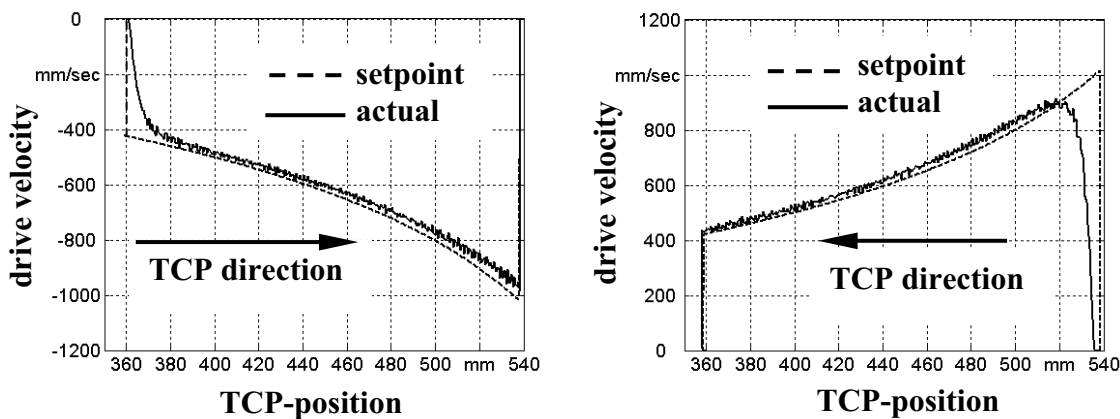 0
mm/sec
-400
-600
-800
-1000
-1200
drive velocity
setpoint
actual
TCP direction
360 380 400 420 440 460 480 500 mm 540
TCP-position
1200
mm/sec
800
600
400
200
0
drive velocity
setpoint
actual
TCP direction
360 380 400 420 440 460 480 500 mm 540
TCP-position